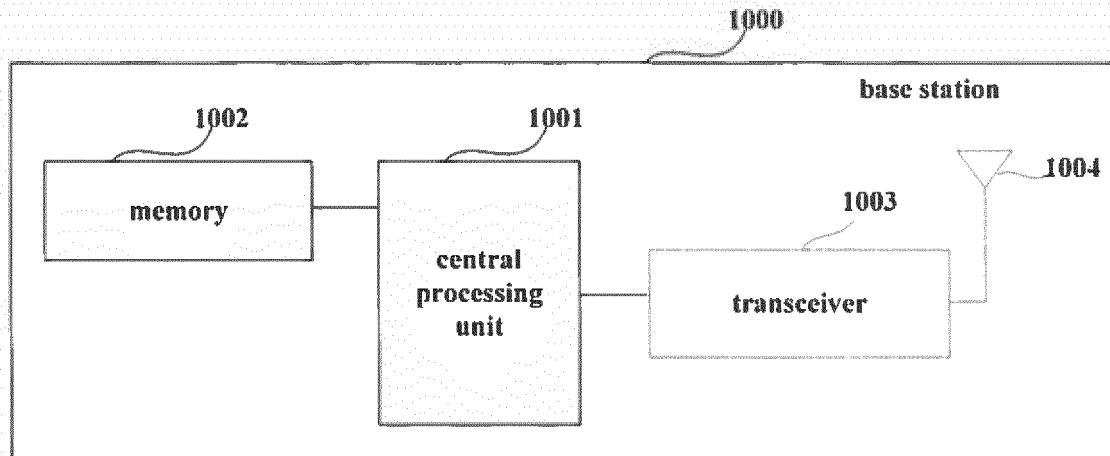 1000
base station
1002
1001
1004
memory
1003
central
processing
unit
transceiver